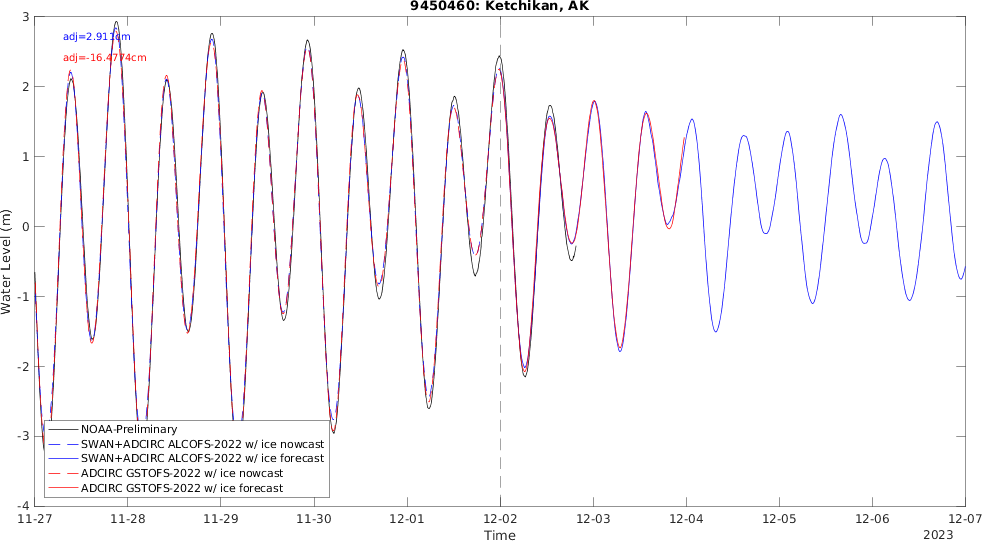 9450460: Ketchikan, AK
adj=2.911cm
adj=-16.4774cm
3
2
1
0
-1
-2
-3
-4
Water Level (m)
NOAA-Preliminary
SWAN+ADCIRC ALCOFS-2022 w/ ice nowcast
SWAN+ADCIRC ALCOFS-2022 w/ ice forecast
ADCIRC GSTOFS-2022 w/ ice nowcast
ADCIRC GSTOFS-2022 w/ ice forecast
11-27 11-28 11-29 11-30 12-01 12-02 12-03 12-04 12-05 12-06 12-07
Time
2023